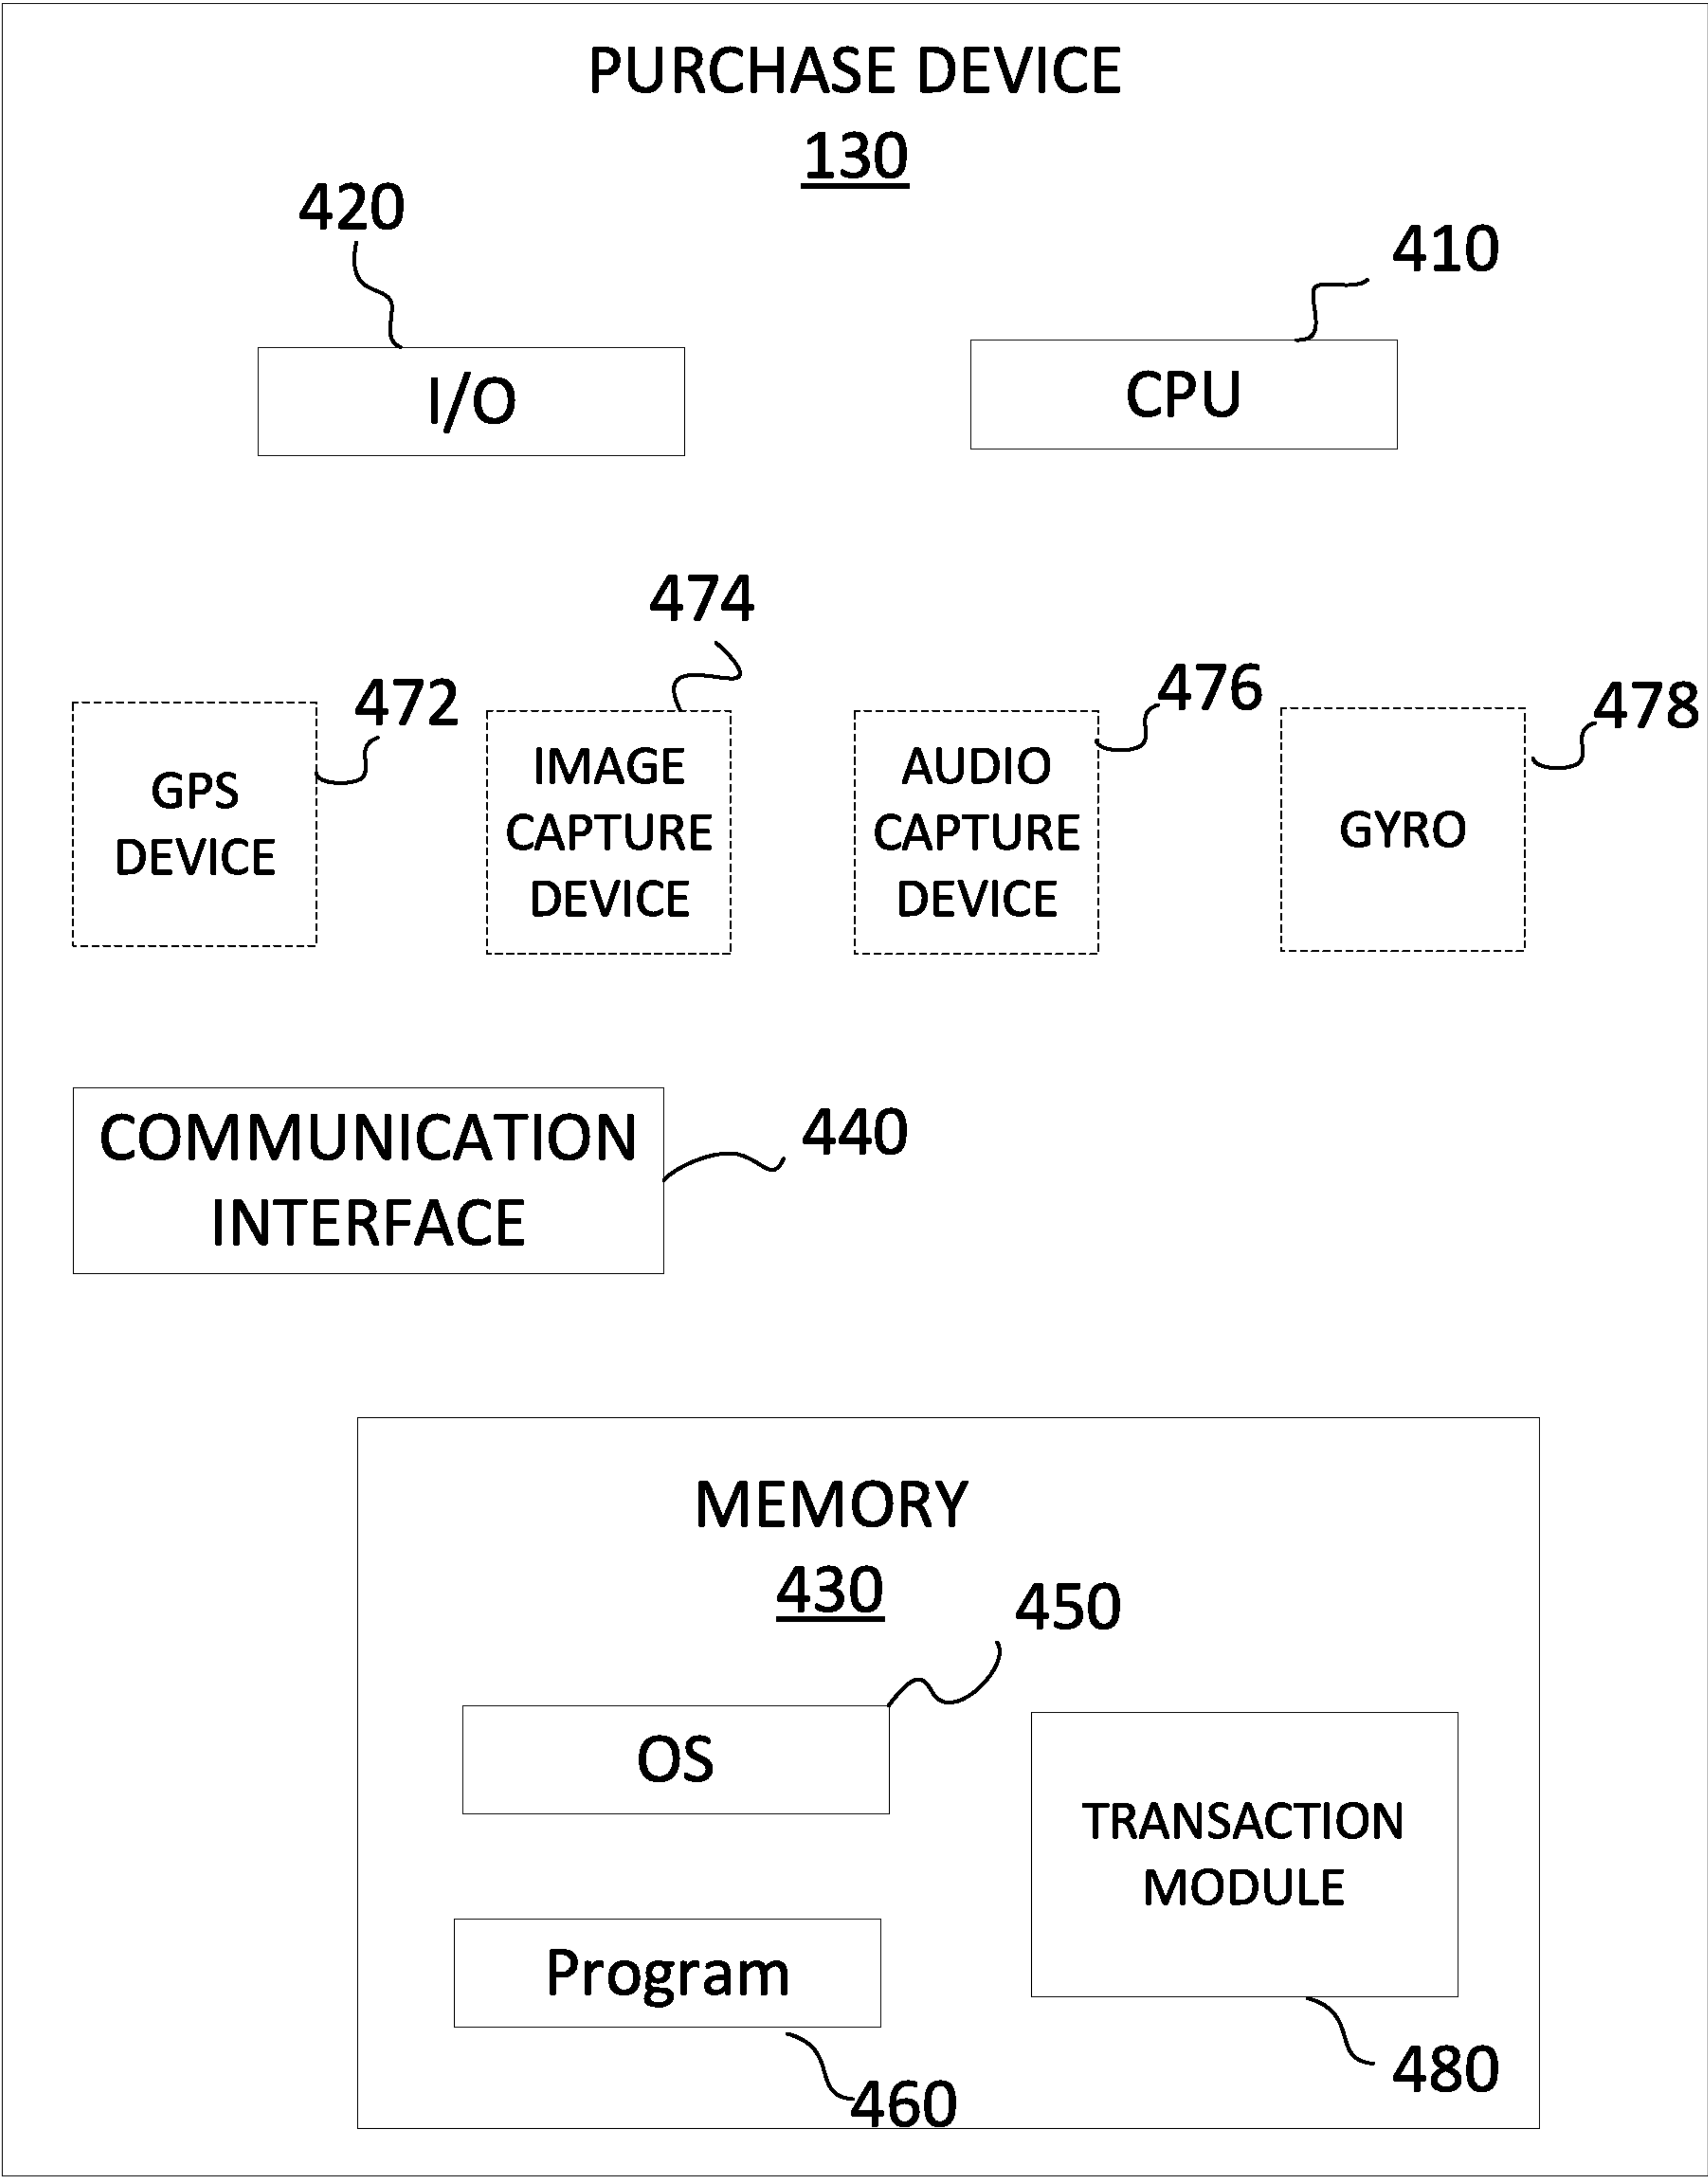 PURCHASE DEVICE
130
420
410
I/O
CPU
474
472
476
478
GPS
DEVICE
IMAGE
CAPTURE
DEVICE
AUDIO
CAPTURE
DEVICE
GYRO
COMMUNICATION
INTERFACE
440
MEMORY
430
450
OS
TRANSACTION
MODULE
Program
480
460